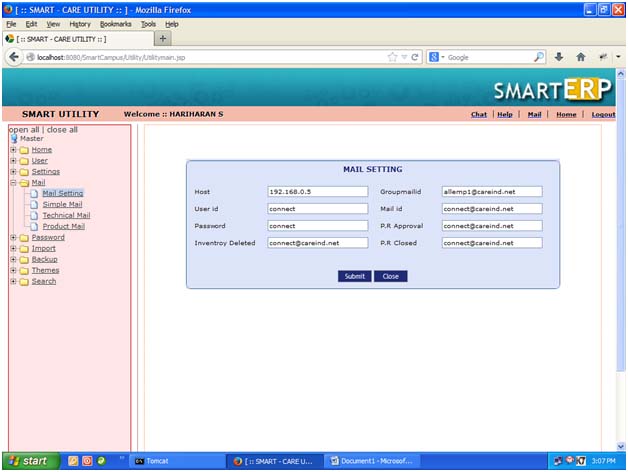 [ :: SMART - CARE UTILITY :: ] - Mozilla Firefox
File Edit View History Bookmarks Tools Help
[ :: SMART - CARE UTILITY :: ]
localhost:8080/SmartCampus/Utility/Utilitymain.jsp
Google
SMARTERP
SMART UTILITY Welcome :: HARIHARAN S Chat | Help | Mail | Home | Logout
open all | close all
Master
Home
User
Settings
Mail
Mail Setting
Simple Mail
Technical Mail
Product Mail
Password
Import
Backup
Themes
Search
MAIL SETTING
Host 192.168.0.5 Groupmailid allemp1@careind.net
User id connect Mail id connect@careind.net
Password connect P.R Approval connect@careind.net
Inventroy Deleted connect@careind.net P.R Closed connect@careind.net
Submit Close
start Tomcat [ :: SMART - CARE U... Document1 - Microsof... 3:07 PM